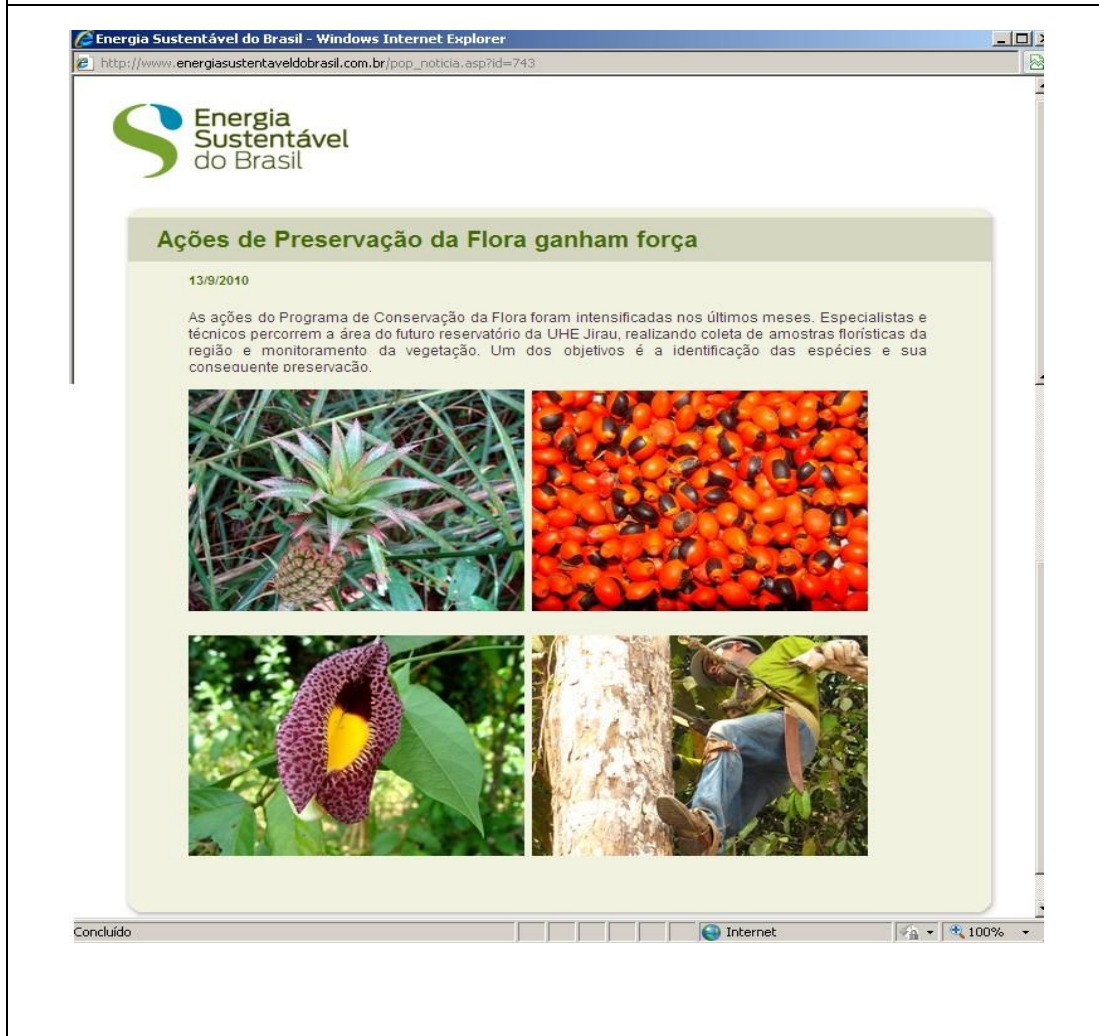 Energia Sustentável do Brasil - Windows Internet Explorer
http://www.energiasustentaveldobrasil.com.br/pop_noticia.asp?id=743
Energia
Sustentável
do Brasil
Ações de Preservação da Flora ganham força
13/9/2010
As ações do Programa de Conservação da Flora foram intensificadas nos últimos meses. Especialistas e
técnicos percorrem a área do futuro reservatório da UHE Jirau, realizando coleta de amostras florísticas da
região e monitoramento da vegetação. Um dos objetivos é a identificação das espécies e sua
consequente preservação.
Concluído
Internet
100%